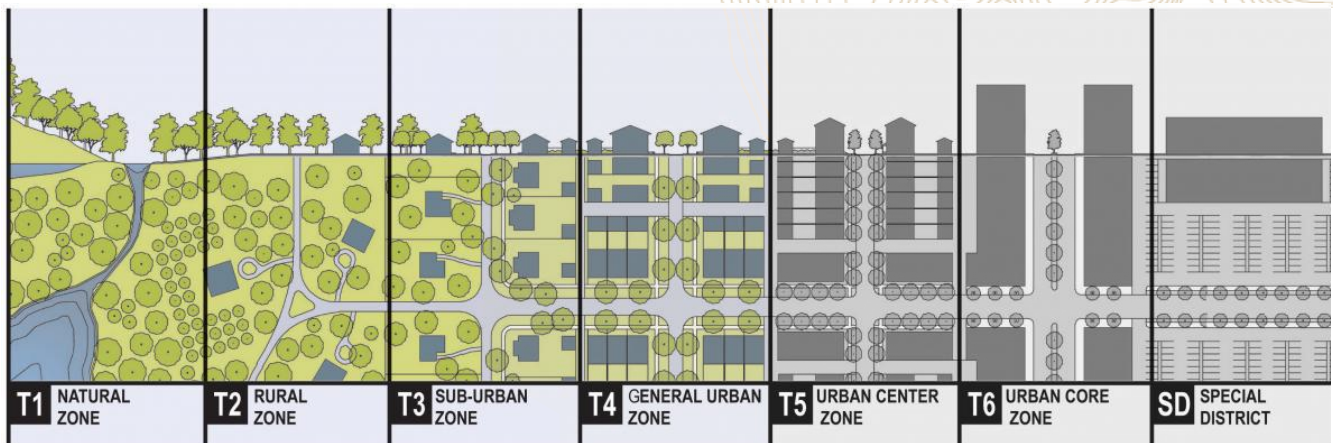 T1 NATURAL
ZONE
T2 RURAL
ZONE
T3 SUB-URBAN
ZONE
T4 GENERAL URBAN
ZONE
T5 URBAN CENTER
ZONE
T6 URBAN CORE
ZONE
SD SPECIAL
DISTRICT